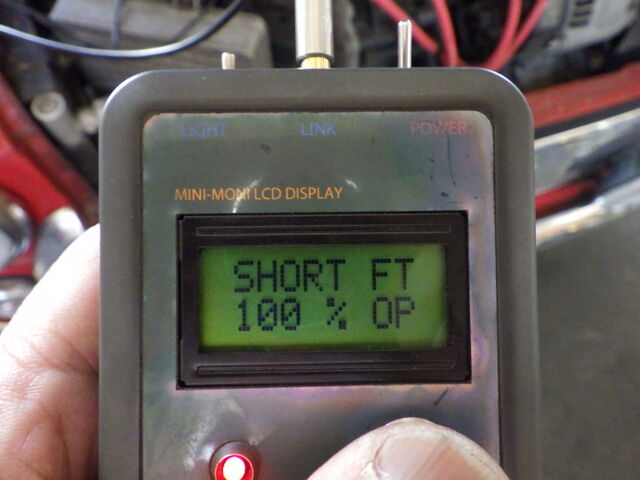 LIGHT LINK POWER
MINI-MONI LCD DISPLAY
SHORT FT
100 % OP